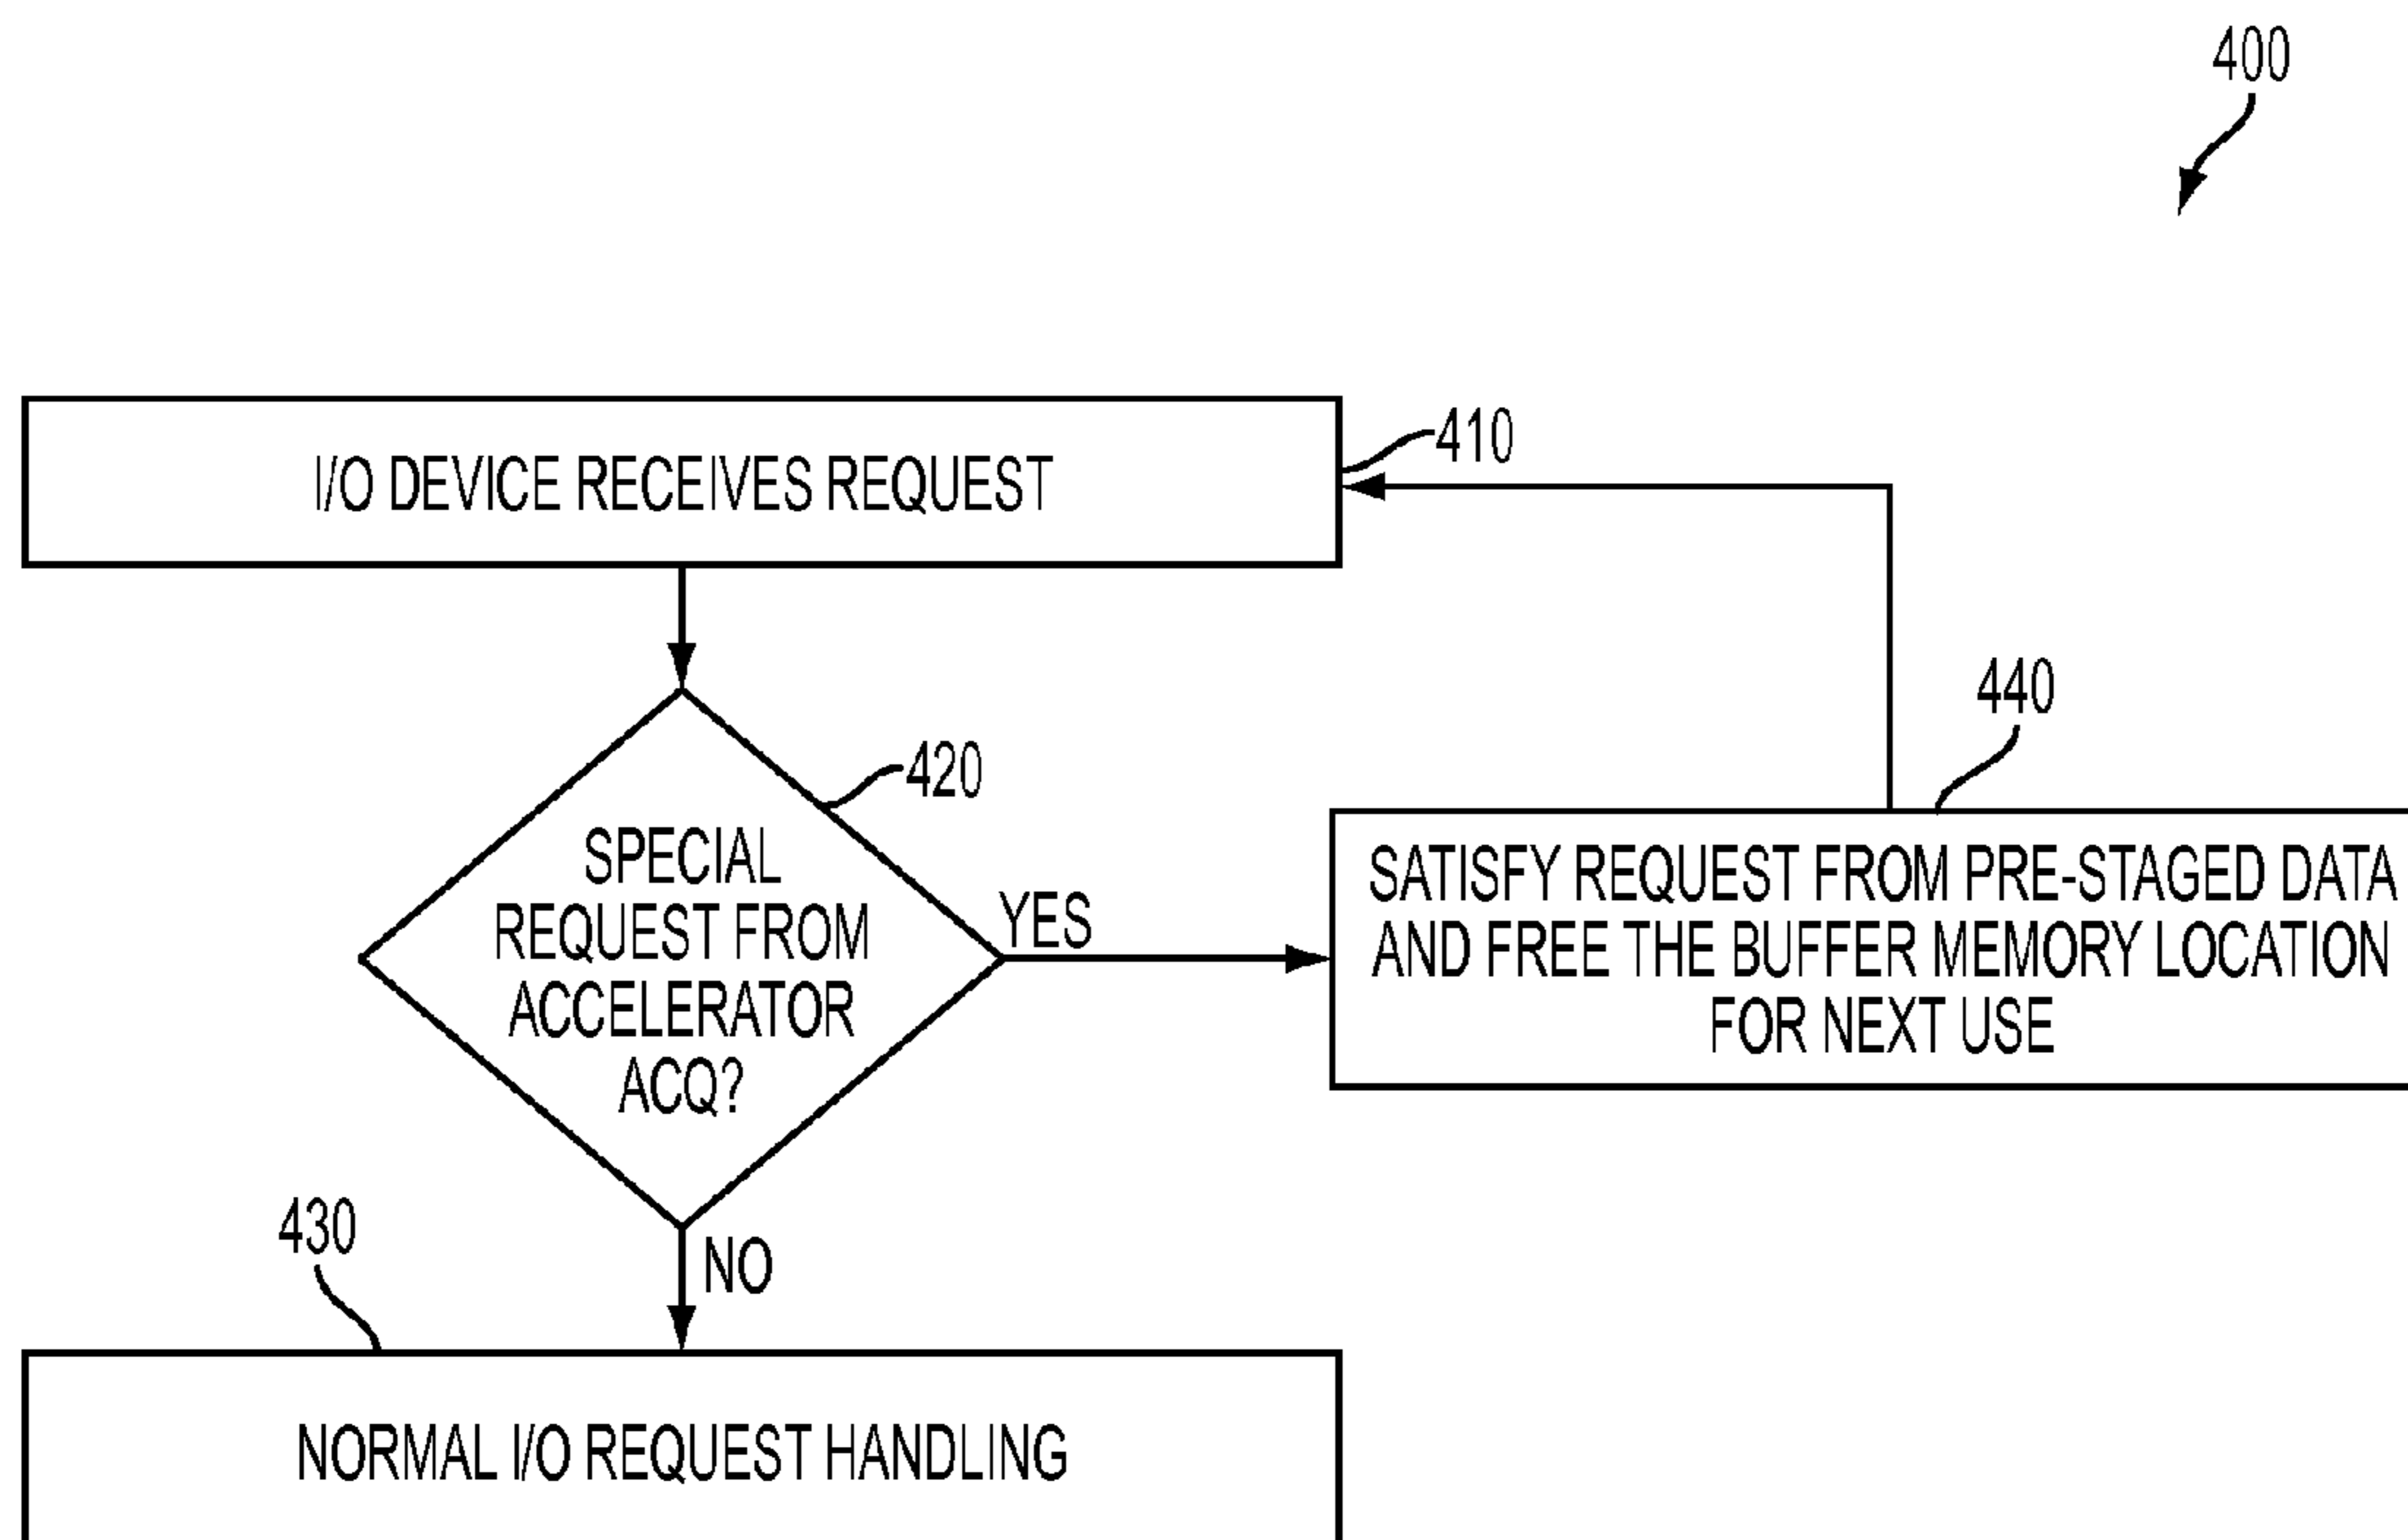 400
I/O DEVICE RECEIVES REQUEST
410
420
SPECIAL
REQUEST FROM
ACCELERATOR
ACQ?
YES
440
SATISFY REQUEST FROM PRE-STAGED DATA
AND FREE THE BUFFER MEMORY LOCATION
FOR NEXT USE
NO
430
NORMAL I/O REQUEST HANDLING